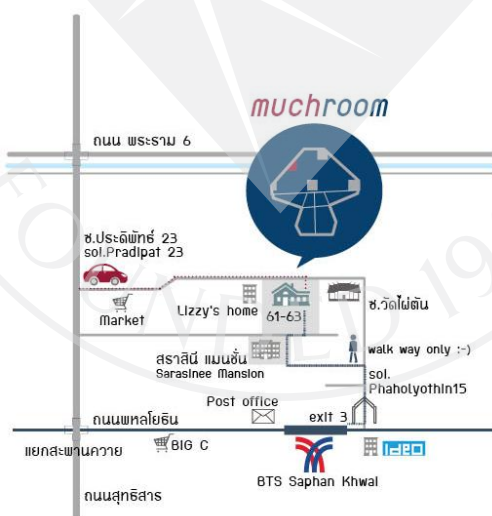 muchroom
ถนน พระราม 6
ซ.ประดิพัทธ์ 23
sol.Pradipat 23
Market
Lizzy's home
61-63
ซ.วัดไผ่ตัน
สราสินี แมนชั่น
Sarasinee Mansion
walk way only :-)
sol.
Phaholyothin15
Post office
exit 3
ถนนพหลโยธิน
แยกสะพานควาย
BIG C
Ideo
BTS Saphan Khwai
ถนนสุทธิสาร